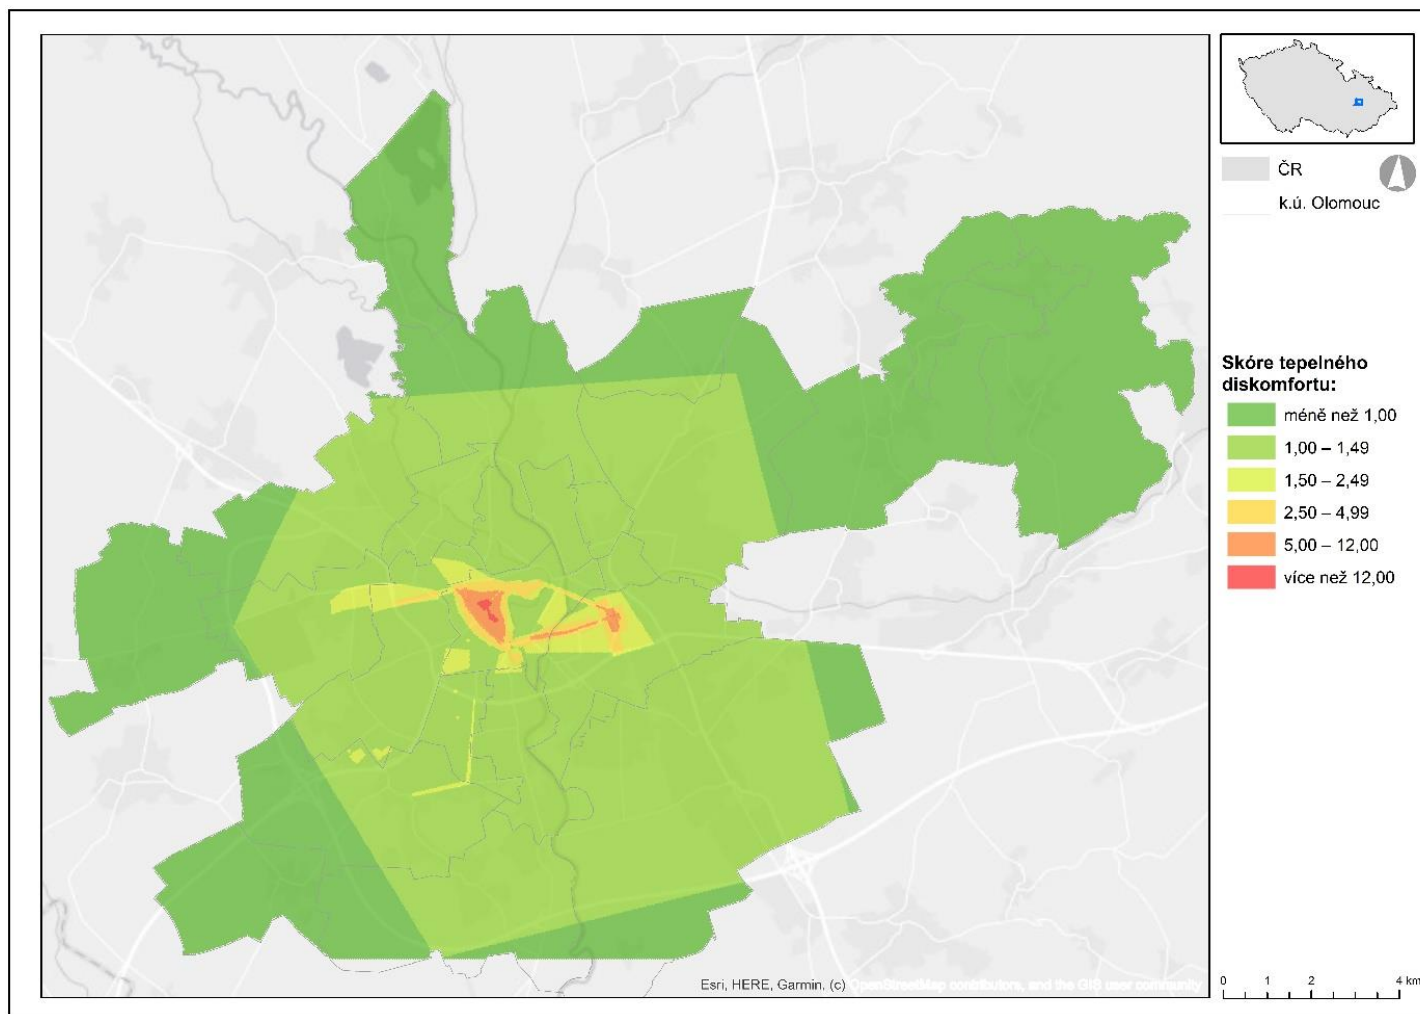 ČR
k.ú. Olomouc
Skóre tepelného
diskomfortu:
méně než 1,00
1,00 – 1,49
1,50 – 2,49
2,50 – 4,99
5,00 – 12,00
více než 12,00
Esri, HERE, Garmin, (c) OpenStreetMap contributors, and the GIS user community
0 1 2 4 km